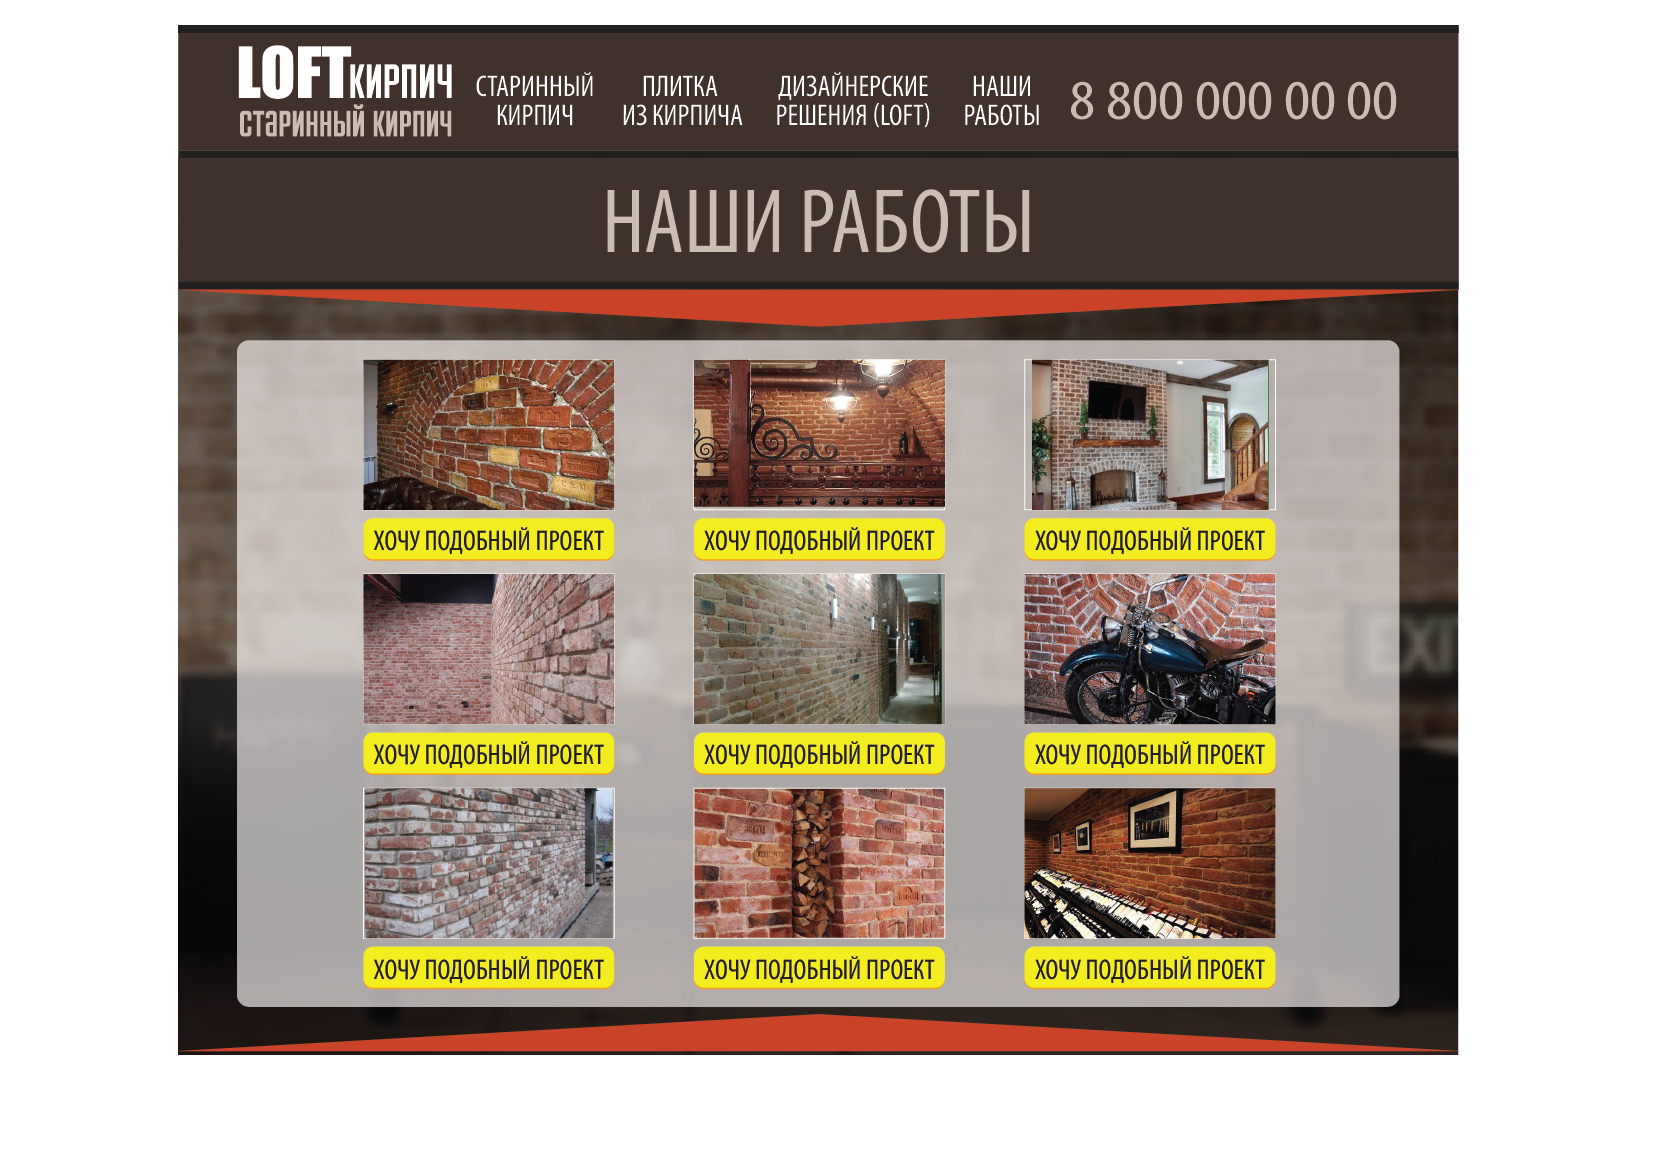 LOFTКИРПИЧ
СТАРИННЫЙ КИРПИЧ
СТАРИННЫЙ
КИРПИЧ
ПЛИТКА
ИЗ КИРПИЧА
ДИЗАЙНЕРСКИЕ
РЕШЕНИЯ (LOFT)
НАШИ
РАБОТЫ
8 800 000 00 00
НАШИ РАБОТЫ
ХОЧУ ПОДОБНЫЙ ПРОЕКТ
ХОЧУ ПОДОБНЫЙ ПРОЕКТ
ХОЧУ ПОДОБНЫЙ ПРОЕКТ
EXIT
HAPPY
ХОЧУ ПОДОБНЫЙ ПРОЕКТ
ХОЧУ ПОДОБНЫЙ ПРОЕКТ
ХОЧУ ПОДОБНЫЙ ПРОЕКТ
ХОЧУ ПОДОБНЫЙ ПРОЕКТ
ХОЧУ ПОДОБНЫЙ ПРОЕКТ
ХОЧУ ПОДОБНЫЙ ПРОЕКТ